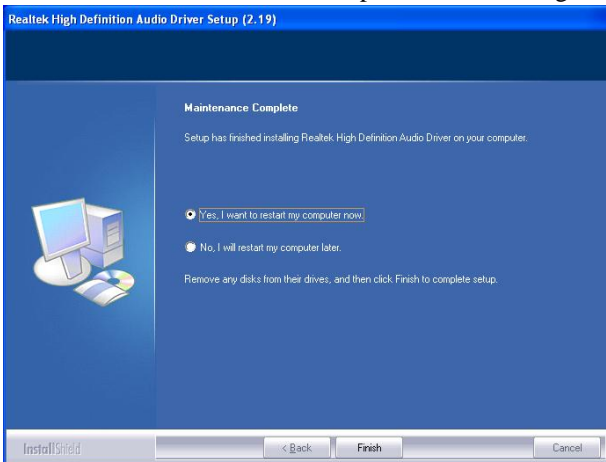 Realtek High Definition Audio Driver Setup (2.19)
Maintenance Complete
Setup has finished installing Realtek High Definition Audio Driver on your computer.
Yes, I want to restart my computer now.
No, I will restart my computer later.
Remove any disks from their drives, and then click Finish to complete setup.
InstallShield
< Back
Finish
Cancel